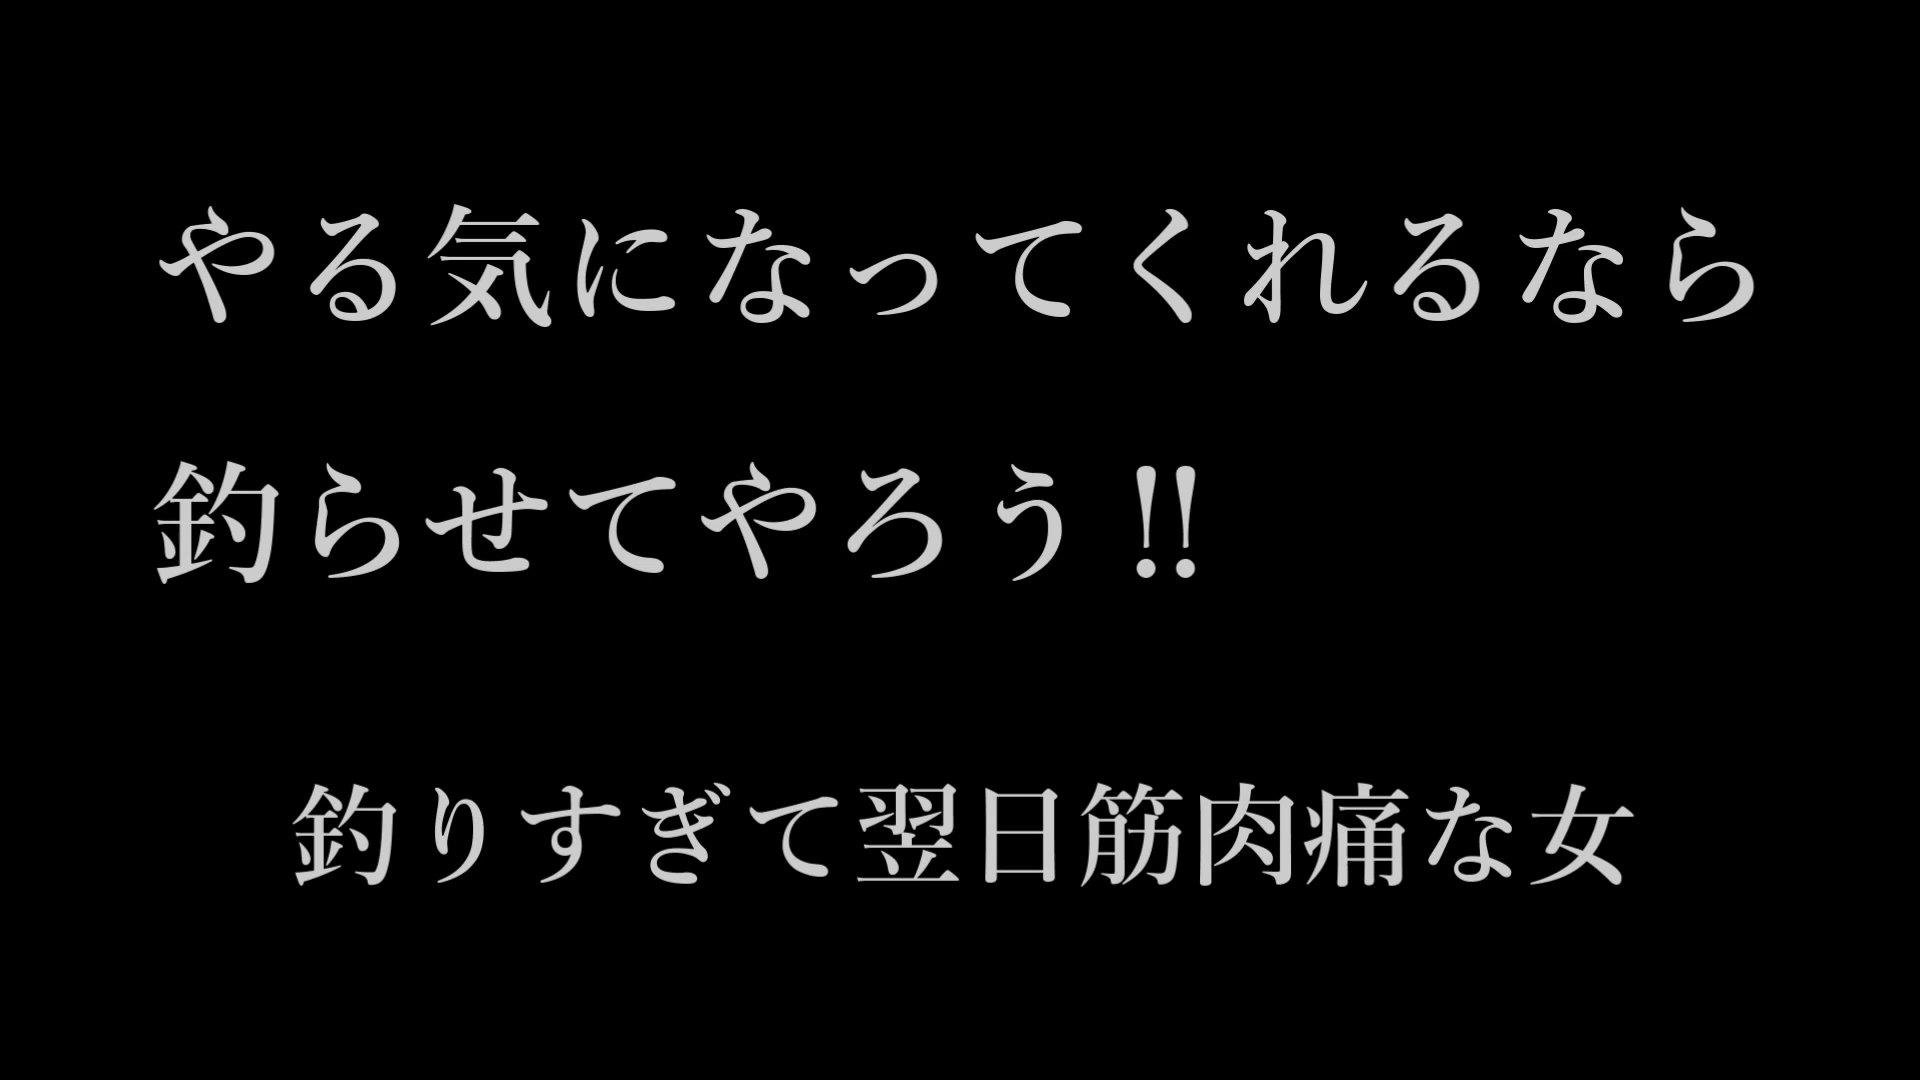 やる気になってくれるなら
釣らせてやろう‼
釣りすぎて翌日筋肉痛な女